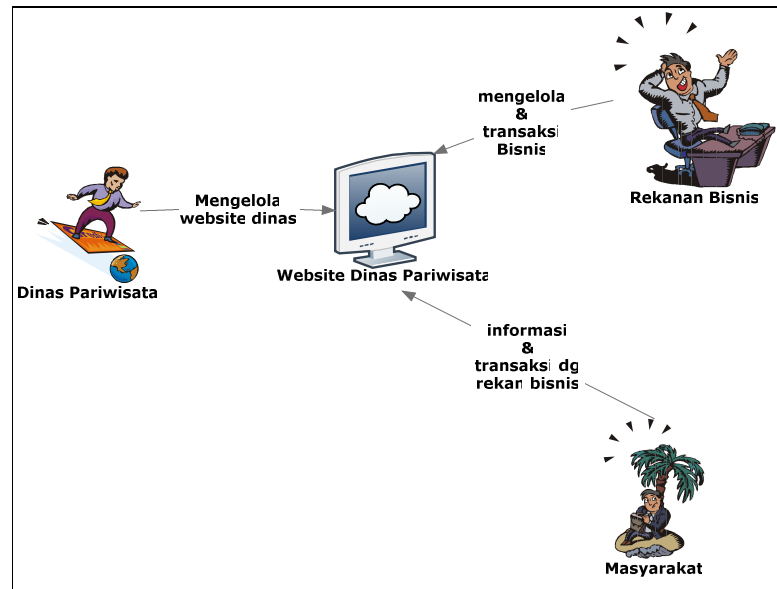 mengelola
&
transaksi
Bisnis
Rekanan Bisnis
Mengelola
website dinas
Website Dinas Pariwisata
Dinas Pariwisata
informasi
&
transaksi dg
rekan bisnis
Masyarakat